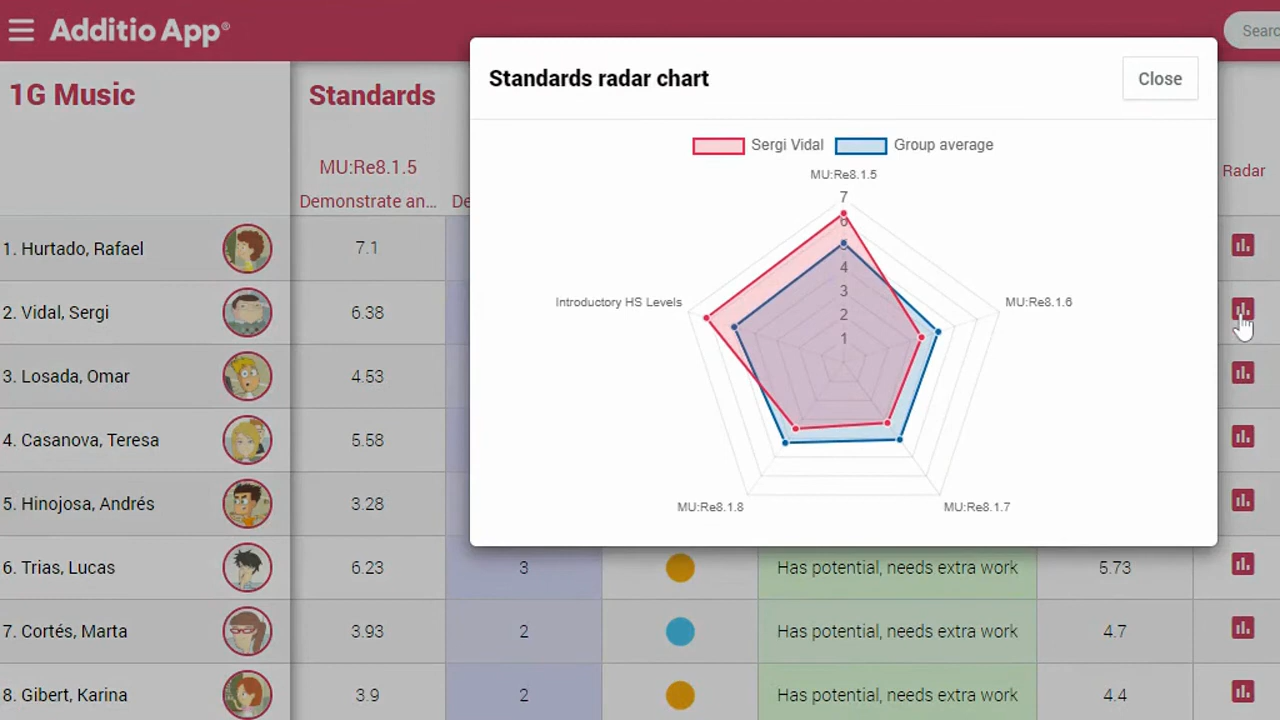 Additio App®
Sear
1G Music
Standards
MU:Re8.1.5
Demonstrate an...
De
Radar
Standards radar chart
Close
Sergi Vidal
Group average
MU:Re8.1.5
7
6
5
4
3
2
1
Introductory HS Levels
MU:Re8.1.6
MU:Re8.1.8
MU:Re8.1.7
1. Hurtado, Rafael 7.1
2. Vidal, Sergi 6.38
3. Losada, Omar 4.53
4. Casanova, Teresa 5.58
5. Hinojosa, Andrés 3.28
6. Trias, Lucas 6.23 3 Has potential, needs extra work 5.73
7. Cortés, Marta 3.93 2 Has potential, needs extra work 4.7
8. Gibert, Karina 3.9 2 Has potential, needs extra work 4.4